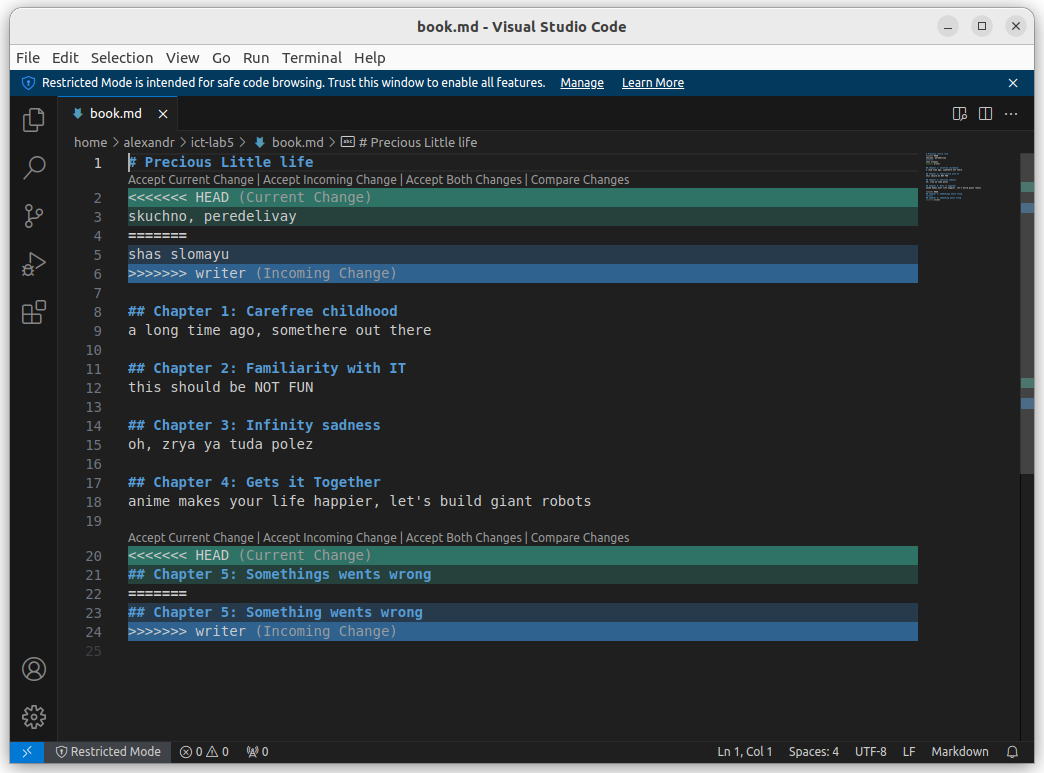 book.md - Visual Studio Code
File Edit Selection View Go Run Terminal Help
Restricted Mode is intended for safe code browsing. Trust this window to enable all features. Manage Learn More
book.md
home > alexandr > ict-lab5 > book.md > # Precious Little life
1 # Precious Little life
Accept Current Change | Accept Incoming Change | Accept Both Changes | Compare Changes
2 <<<<<<< HEAD (Current Change)
3 skuchno, peredelivay
4 =======
5 shas slomayu
6 >>>>>>> writer (Incoming Change)
7
8 ## Chapter 1: Carefree childhood
9 a long time ago, somethere out there
10
11 ## Chapter 2: Familiarity with IT
12 this should be NOT FUN
13
14 ## Chapter 3: Infinity sadness
15 oh, zrya ya tuda polez
16
17 ## Chapter 4: Gets it Together
18 anime makes your life happier, let's build giant robots
19
Accept Current Change | Accept Incoming Change | Accept Both Changes | Compare Changes
20 <<<<<<< HEAD (Current Change)
21 ## Chapter 5: Somethings wents wrong
22 =======
23 ## Chapter 5: Something wents wrong
24 >>>>>>> writer (Incoming Change)
25
Restricted Mode 0 0 0 Ln 1, Col 1 Spaces: 4 UTF-8 LF Markdown